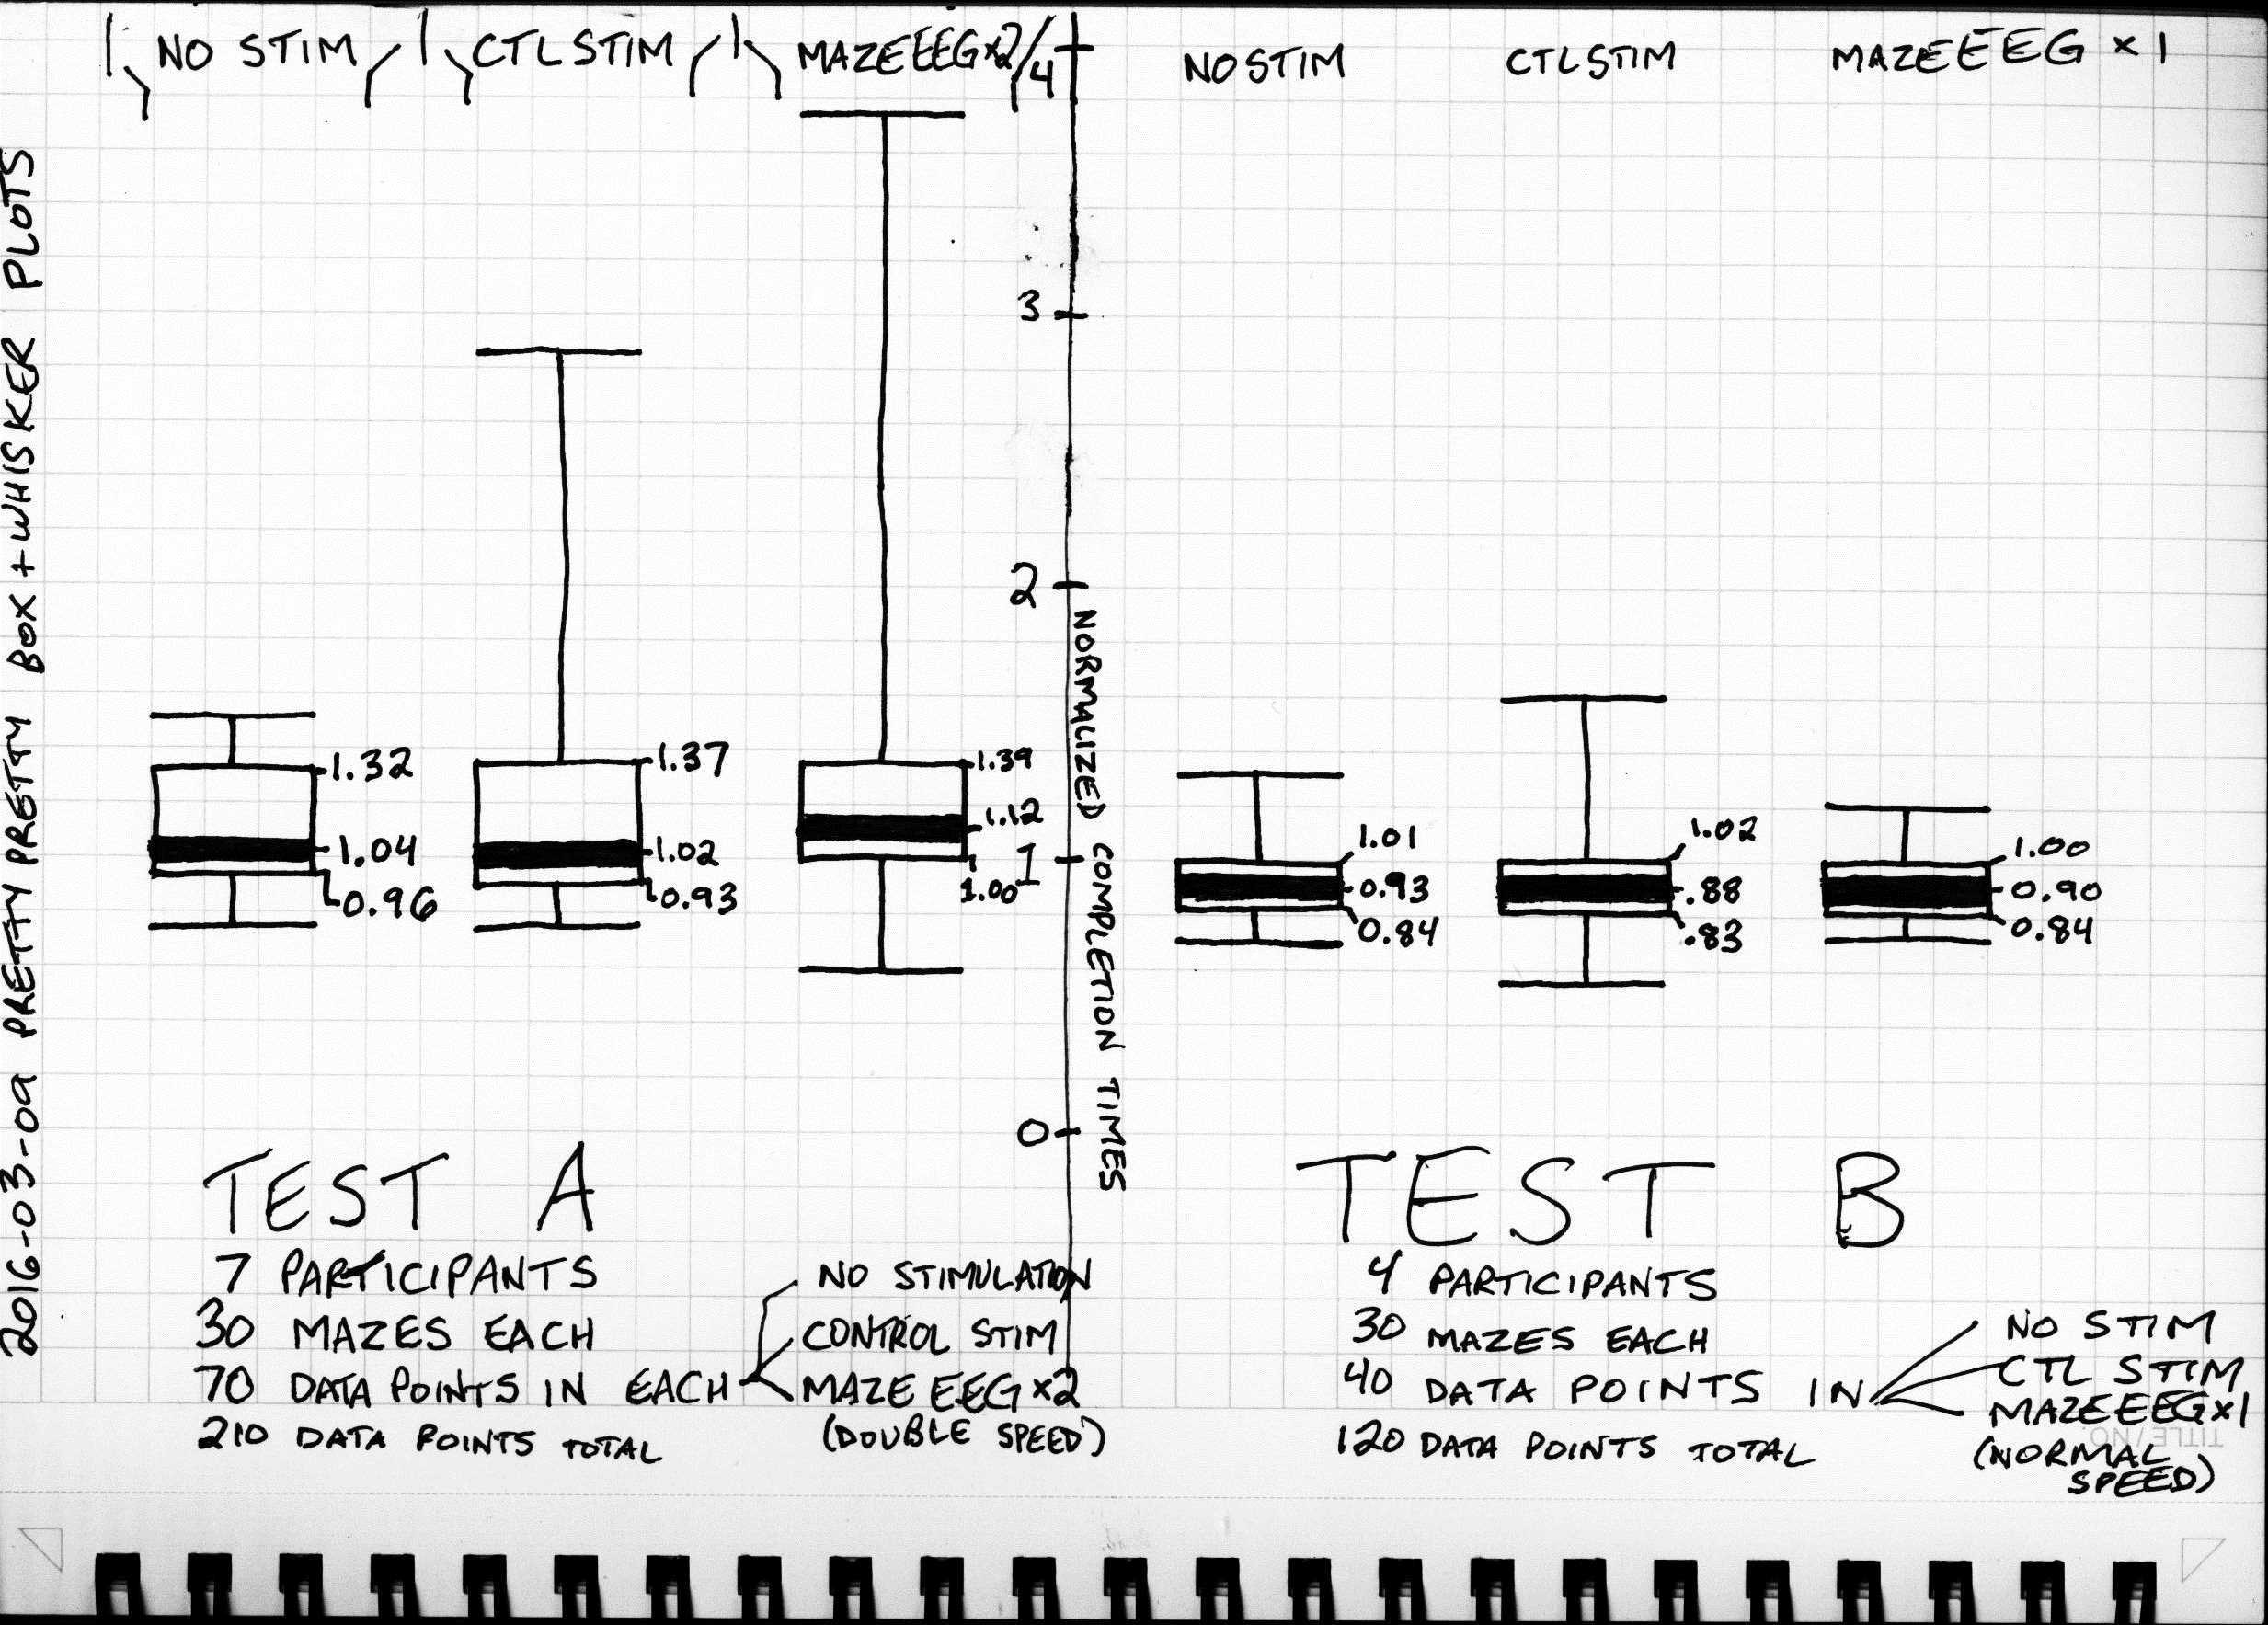 2016-03-09 PRETTY PRETTY BOX + WHISKER PLOTS
NO STIM
CTL STIM
MAZE EEG x2
NO STIM
CTL STIM
MAZE EEG x 1
4
3
2
1
0
NORMALIZED COMPLETION TIMES
1.32
1.04
0.96
1.37
1.02
0.93
1.39
1.12
1.00
1.01
0.93
0.84
1.02
.88
.83
1.00
0.90
0.84
TEST A
7 PARTICIPANTS
30 MAZES EACH
70 DATA POINTS IN EACH
210 DATA POINTS TOTAL
NO STIMULATION
CONTROL STIM
MAZE EEG x2
(DOUBLE SPEED)
TEST B
4 PARTICIPANTS
30 MAZES EACH
40 DATA POINTS IN
120 DATA POINTS TOTAL
NO STIM
CTL STIM
MAZE EEG x1
(NORMAL
SPEED)
TITLE/NO.